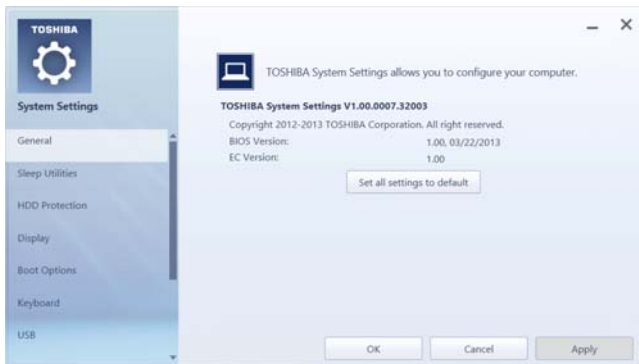 TOSHIBA
System Settings
General
Sleep Utilities
HDD Protection
Display
Boot Options
Keyboard
USB
TOSHIBA System Settings allows you to configure your computer.
TOSHIBA System Settings V1.00.0007.32003
Copyright 2012-2013 TOSHIBA Corporation. All right reserved.
BIOS Version: 1.00, 03/22/2013
EC Version: 1.00
Set all settings to default
OK Cancel Apply